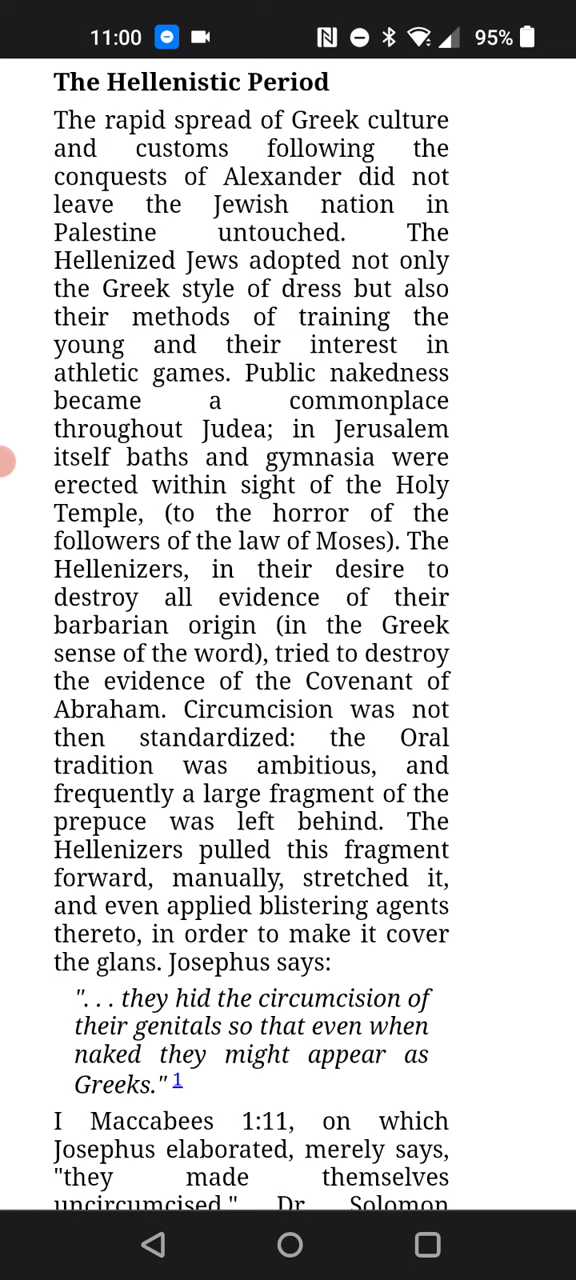 11:00 95%
The Hellenistic Period
The rapid spread of Greek culture
and customs following the
conquests of Alexander did not
leave the Jewish nation in
Palestine untouched. The
Hellenized Jews adopted not only
the Greek style of dress but also
their methods of training the
young and their interest in
athletic games. Public nakedness
became a commonplace
throughout Judea; in Jerusalem
itself baths and gymnasia were
erected within sight of the Holy
Temple, (to the horror of the
followers of the law of Moses). The
Hellenizers, in their desire to
destroy all evidence of their
barbarian origin (in the Greek
sense of the word), tried to destroy
the evidence of the Covenant of
Abraham. Circumcision was not
then standardized: the Oral
tradition was ambitious, and
frequently a large fragment of the
prepuce was left behind. The
Hellenizers pulled this fragment
forward, manually, stretched it,
and even applied blistering agents
thereto, in order to make it cover
the glans. Josephus says:
". . . they hid the circumcision of
their genitals so that even when
naked they might appear as
Greeks." 1
I Maccabees 1:11, on which
Josephus elaborated, merely says,
"they made themselves
uncircumcised." Dr. Solomon